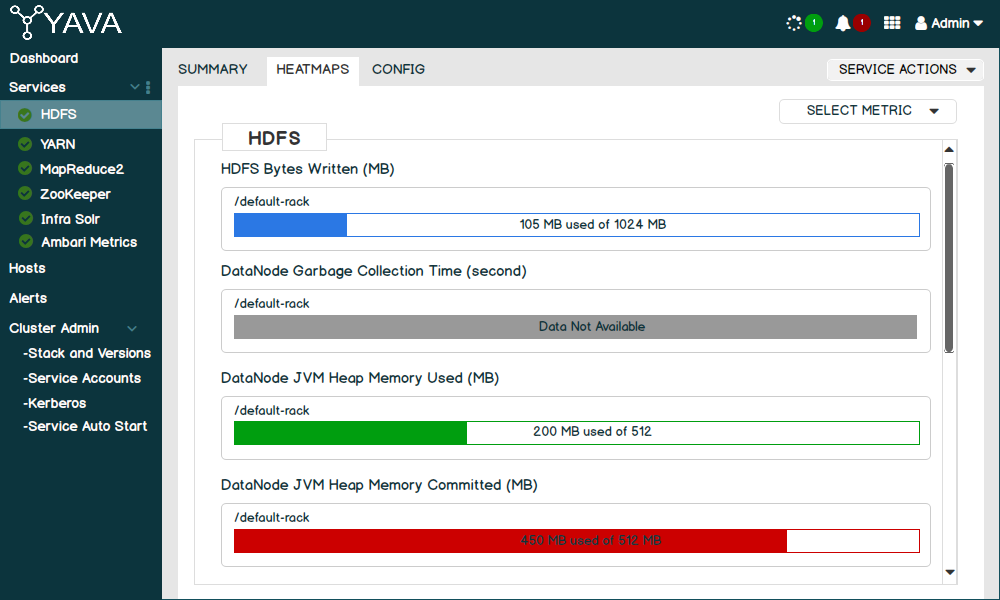 YAVA
1
1
Admin
Dashboard
Services
HDFS
YARN
MapReduce2
ZooKeeper
Infra Solr
Ambari Metrics
Hosts
Alerts
Cluster Admin
-Stack and Versions
-Service Accounts
-Kerberos
-Service Auto Start
SUMMARY
HEATMAPS
CONFIG
SERVICE ACTIONS
SELECT METRIC
HDFS
HDFS Bytes Written (MB)
/default-rack
105 MB used of 1024 MB
DataNode Garbage Collection Time (second)
/default-rack
Data Not Available
DataNode JVM Heap Memory Used (MB)
/default-rack
200 MB used of 512
DataNode JVM Heap Memory Committed (MB)
/default-rack
450 MB used of 512 MB